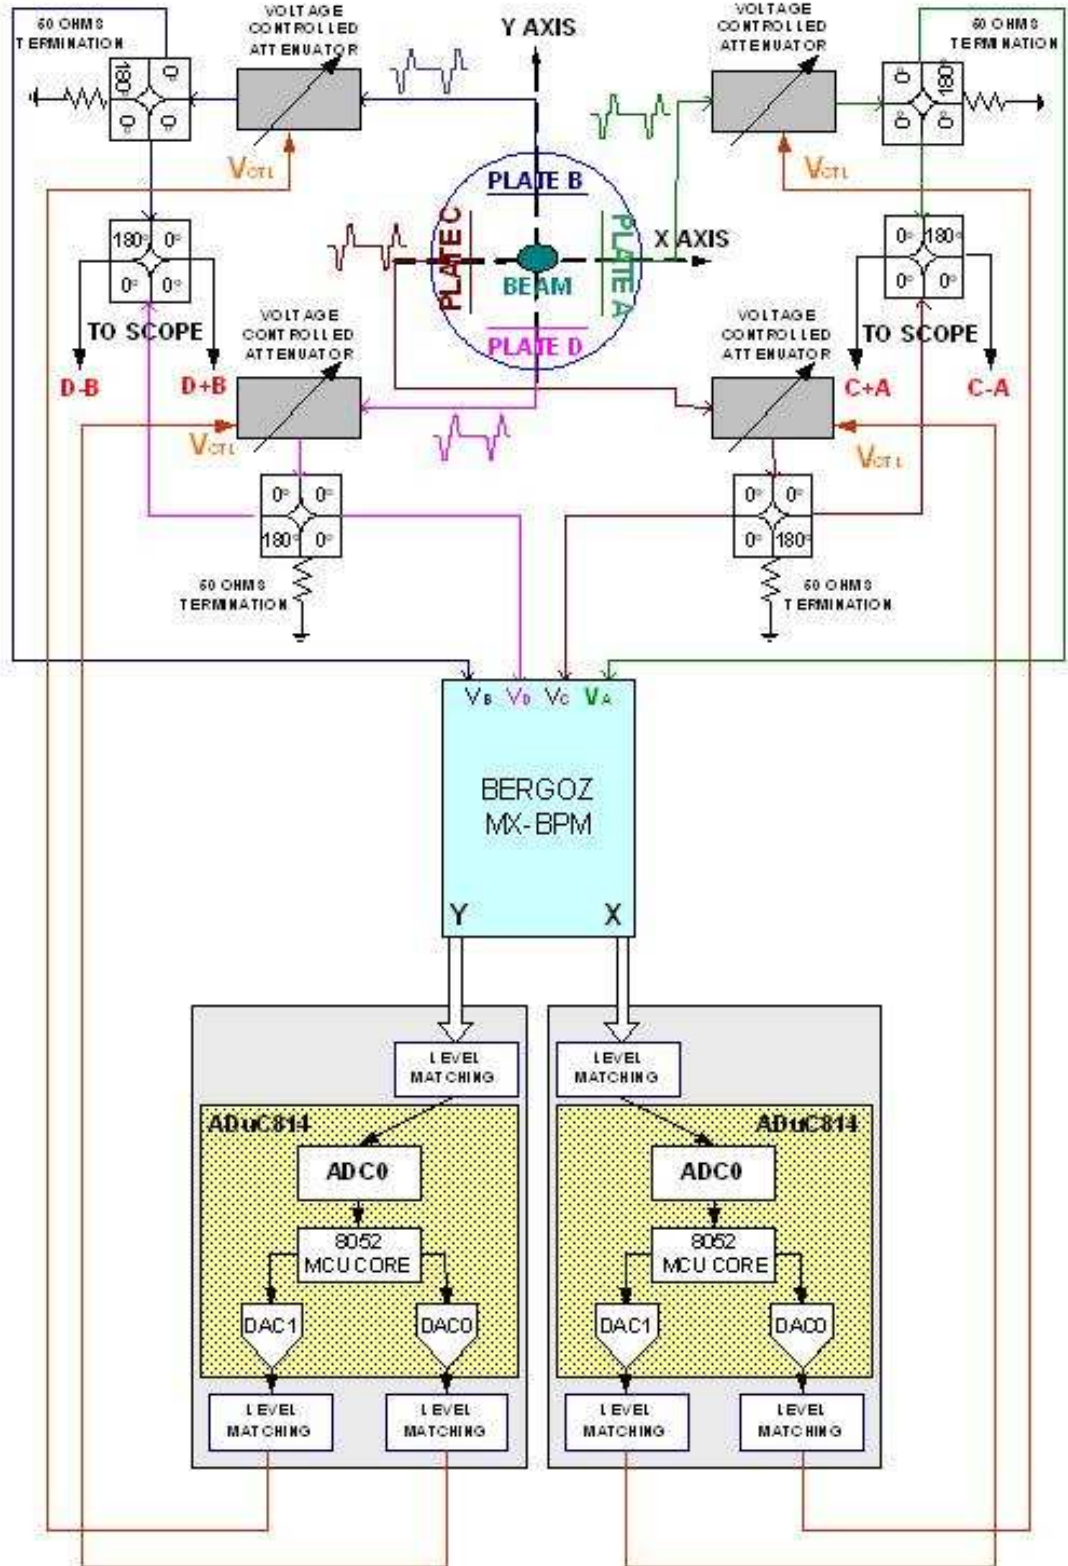 50 OHMS
TERMINATION
VOLTAGE
CONTROLLED
ATTENUATOR
Y AXIS
VOLTAGE
CONTROLLED
ATTENUATOR
50 OHMS
TERMINATION
180° 0°
0° 0°
0° 180°
0° 0°
VCTL
VCTL
PLATE B
PLATE C
PLATE A
X AXIS
BEAM
PLATE D
180° 0°
0° 0°
0° 180°
0° 0°
TO SCOPE
D-B
D+B
VOLTAGE
CONTROLLED
ATTENUATOR
VOLTAGE
CONTROLLED
ATTENUATOR
TO SCOPE
C+A
C-A
VCTL
VCTL
0° 0°
180° 0°
0° 0°
0° 180°
50 OHMS
TERMINATION
50 OHMS
TERMINATION
VB VD VC VA
BERGOZ
MX-BPM
Y X
LEVEL
MATCHING
LEVEL
MATCHING
ADuC814
ADuC814
ADC0
ADC0
8052
MCU CORE
8052
MCU CORE
DAC1
DAC0
DAC1
DAC0
LEVEL
MATCHING
LEVEL
MATCHING
LEVEL
MATCHING
LEVEL
MATCHING